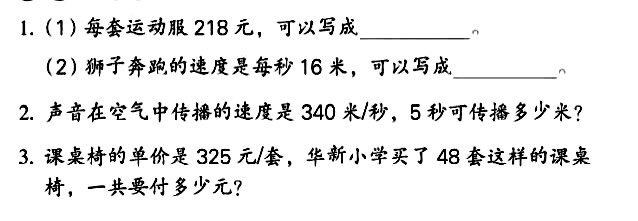 1. (1) 每套运动服 218 元，可以写成__________。
(2) 狮子奔跑的速度是每秒 16 米，可以写成__________。
2. 声音在空气中传播的速度是 340 米/秒，5 秒可传播多少米？
3. 课桌椅的单价是 325 元/套，华新小学买了 48 套这样的课桌
椅，一共要付多少元？